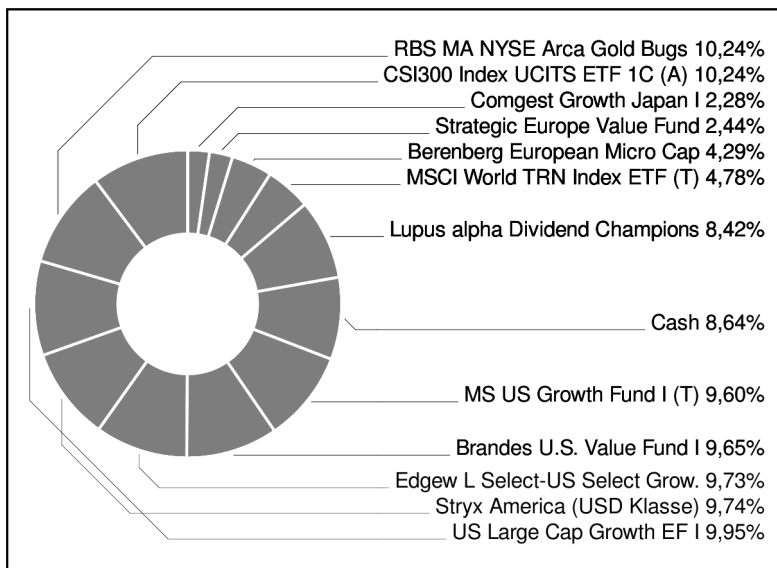 RBS MA NYSE Arca Gold Bugs 10,24%
CSI300 Index UCITS ETF 1C (A) 10,24%
Comgest Growth Japan I 2,28%
Strategic Europe Value Fund 2,44%
Berenberg European Micro Cap 4,29%
MSCI World TRN Index ETF (T) 4,78%
Lupus alpha Dividend Champions 8,42%
Cash 8,64%
MS US Growth Fund I (T) 9,60%
Brandes U.S. Value Fund I 9,65%
Edgew L Select-US Select Grow. 9,73%
Stryx America (USD Klasse) 9,74%
US Large Cap Growth EF I 9,95%